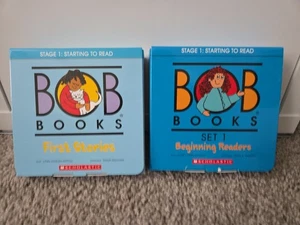 STAGE 1: STARTING TO READ
BOB
BOOKS
First Stories
SCHOLASTIC
STAGE 1: STARTING TO READ
BOB
BOOKS
SET 1
Beginning Readers
SCHOLASTIC